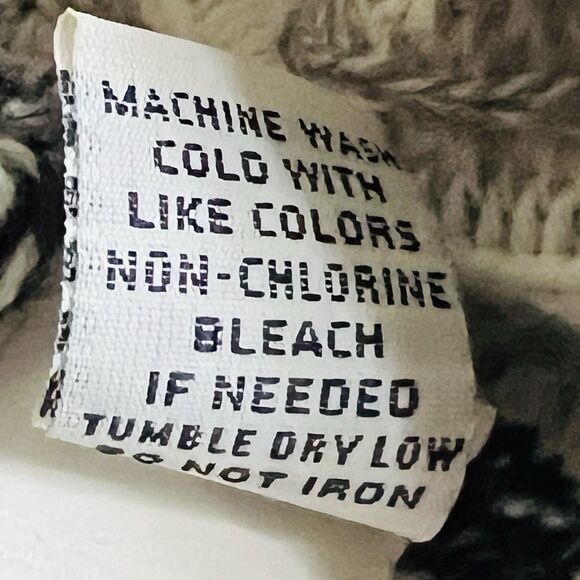 MACHINE WASH
COLD WITH
LIKE COLORS
NON-CHLORINE
BLEACH
IF NEEDED
TUMBLE DRY LOW
DO NOT IRON